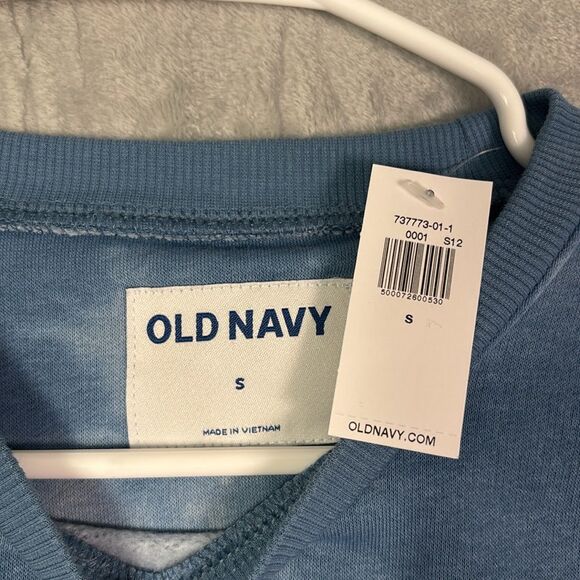 OLD NAVY
S
MADE IN VIETNAM
737773-01-1
0001 S12
500072600530
S
OLDNAVY.COM